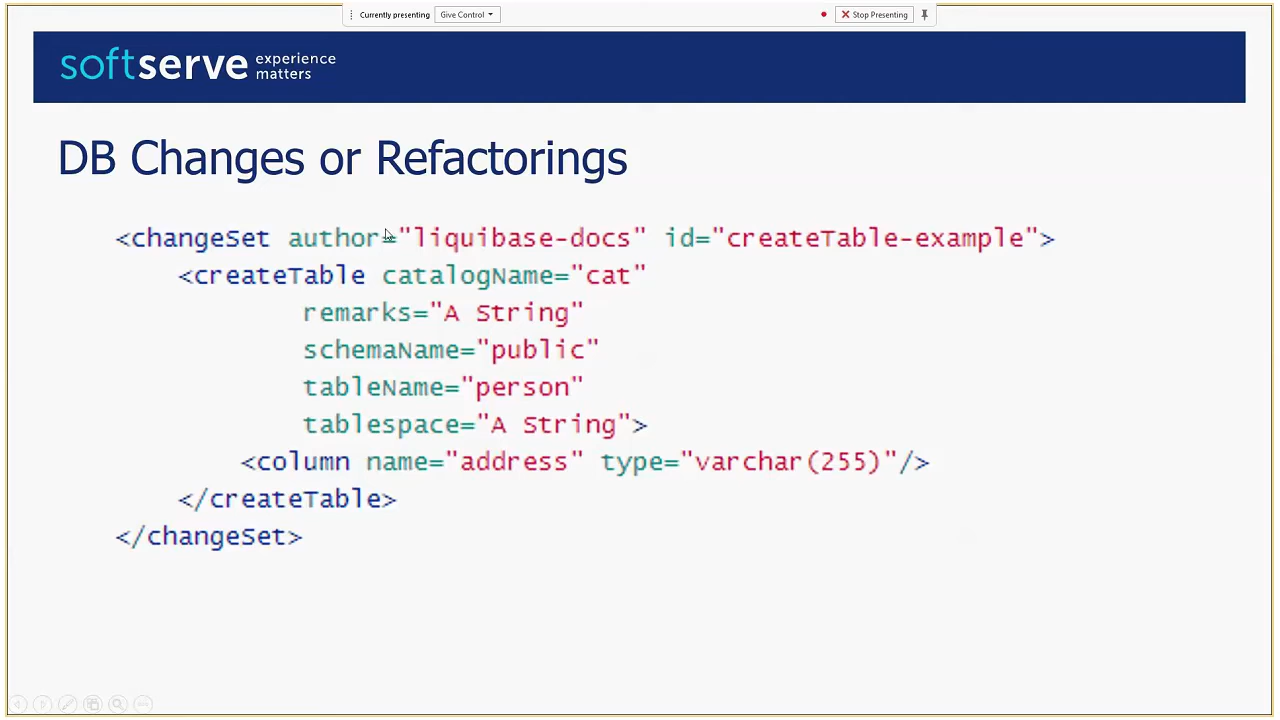 Currently presenting Give Control Stop Presenting
softserve experience matters
DB Changes or Refactorings
<changeSet author="liquibase-docs" id="createTable-example">
<createTable catalogName="cat"
remarks="A String"
schemaName="public"
tableName="person"
tablespace="A String">
<column name="address" type="varchar(255)"/>
</createTable>
</changeSet>